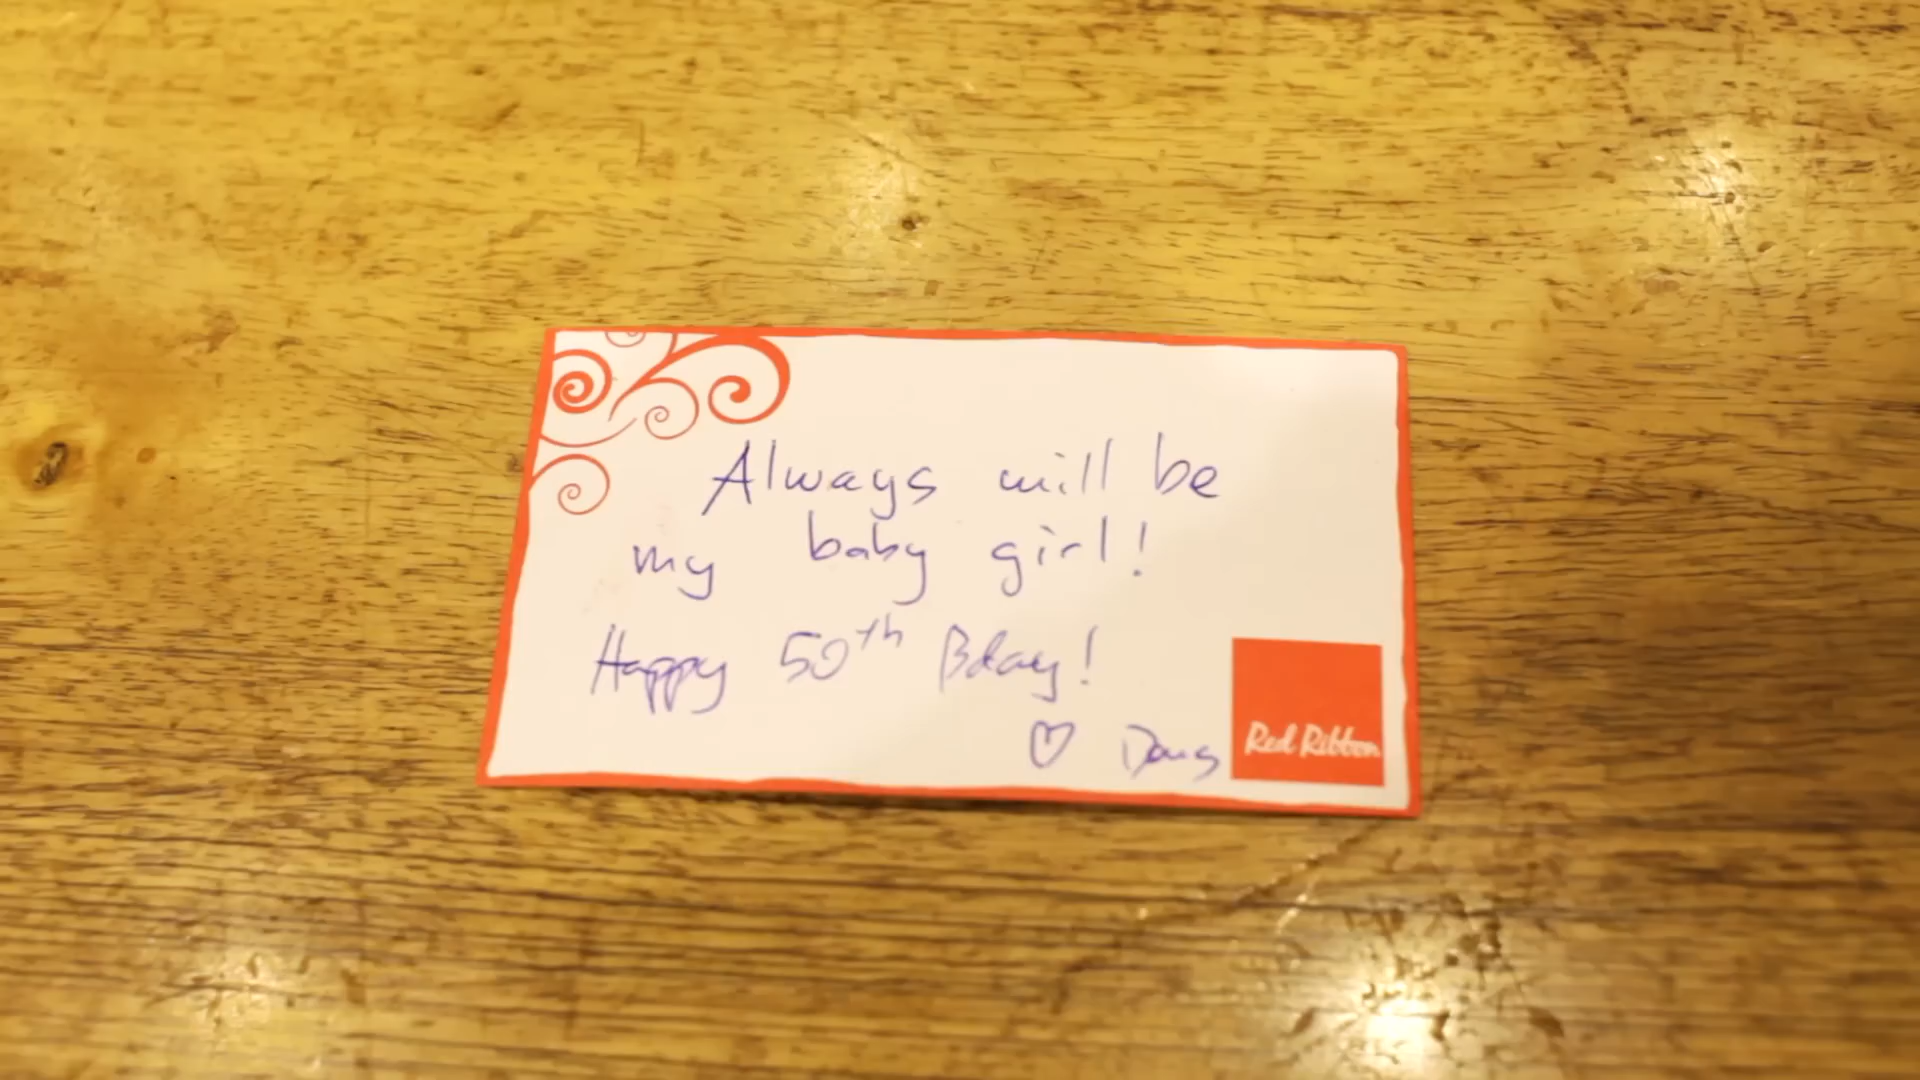 Always will be
my baby girl!
Happy 50th Bday!
♡ Doug
Red Ribbon